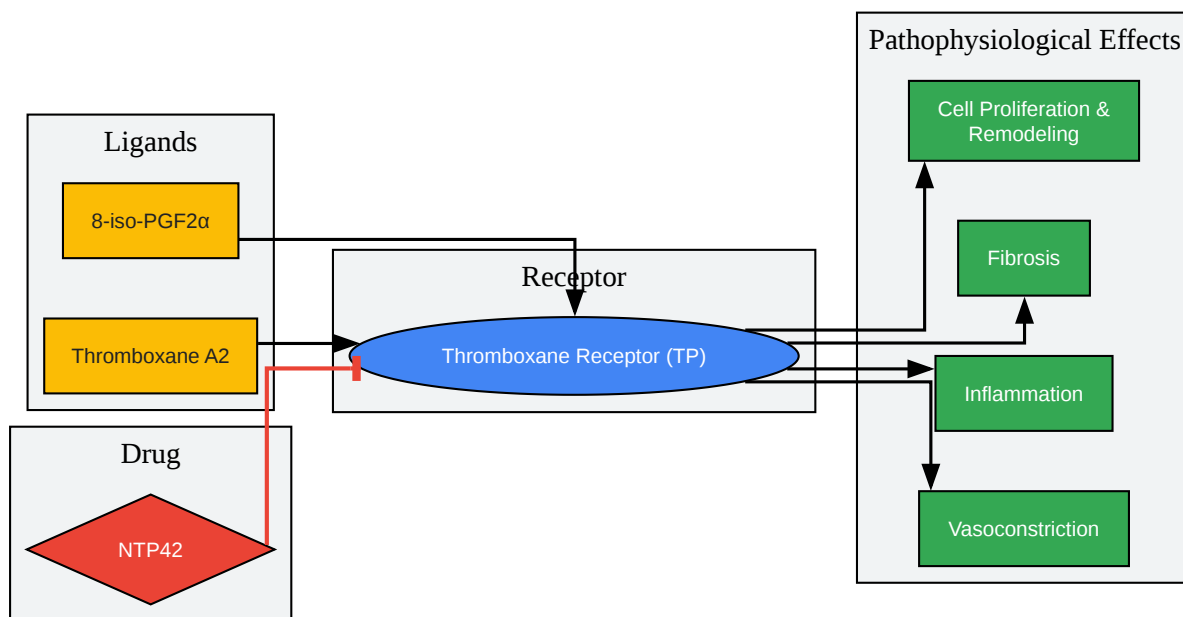 Ligands
8-iso-PGF2α
Thromboxane A2
Drug
NTP42
Receptor
Thromboxane Receptor (TP)
Pathophysiological Effects
Cell Proliferation &
Remodeling
Fibrosis
Inflammation
Vasoconstriction